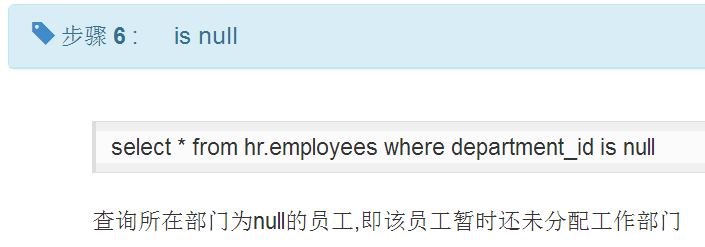 步骤 6 : is null
select * from hr.employees where department_id is null
查询所在部门为null的员工,即该员工暂时还未分配工作部门